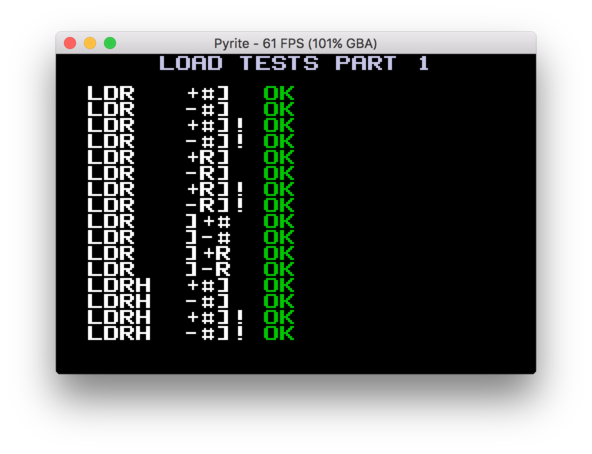 Pyrite - 61 FPS (101% GBA)
LOAD TESTS PART 1
LDR +#] OK
LDR -#] OK
LDR +#]! OK
LDR -#]! OK
LDR +R] OK
LDR -R] OK
LDR +R]! OK
LDR -R]! OK
LDR ]+# OK
LDR ]-# OK
LDR ]+R OK
LDR ]-R OK
LDRH +#] OK
LDRH -#] OK
LDRH +#]! OK
LDRH -#]! OK